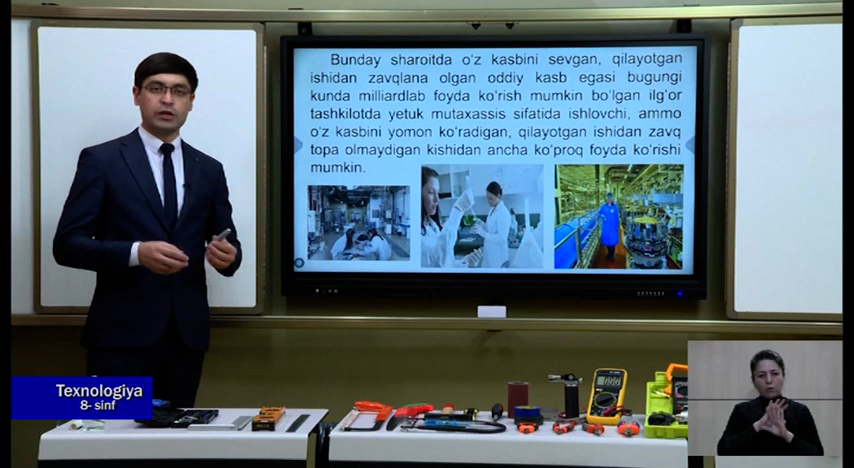 Bunday sharoitda o‘z kasbini sevgan, qilayotgan
ishidan zavqlana olgan oddiy kasb egasi bugungi
kunda milliardlab foyda ko‘rish mumkin bo‘lgan ilg‘or
tashkilotda yetuk mutaxassis sifatida ishlovchi, ammo
o‘z kasbini yomon ko‘radigan, qilayotgan ishidan zavq
topa olmaydigan kishidan ancha ko‘proq foyda ko‘rishi
mumkin.
Texnologiya
8- sinf